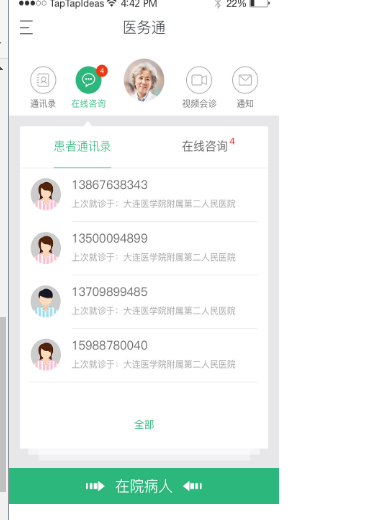 TapTapIdeas 4:42 PM 22%
医务通
4
通讯录 在线咨询 视频会诊 通知
患者通讯录 在线咨询 4
13867638343
上次就诊于：大连医学院附属第二人民医院
13500094899
上次就诊于：大连医学院附属第二人民医院
13709899485
上次就诊于：大连医学院附属第二人民医院
15988780040
上次就诊于：大连医学院附属第二人民医院
全部
在院病人